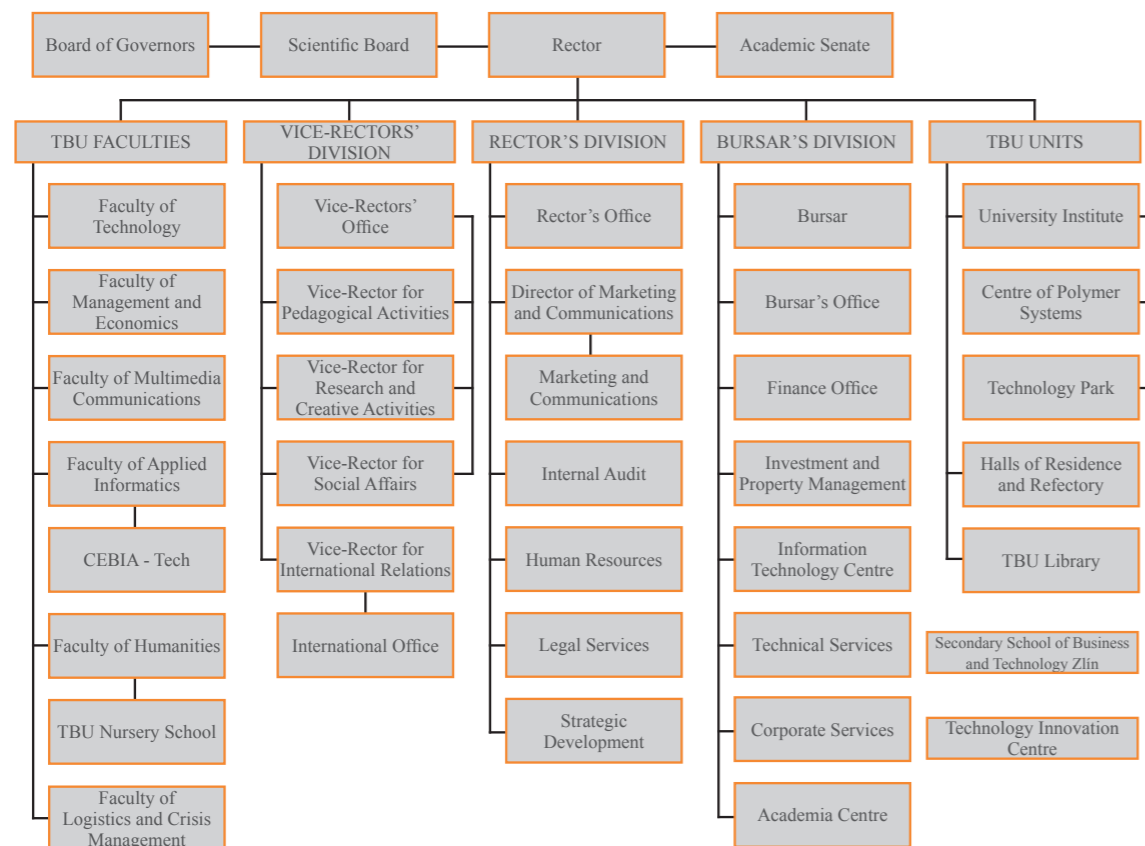 Board of Governors
Scientific Board
Rector
Academic Senate
TBU FACULTIES
VICE-RECTORS’
DIVISION
RECTOR’S DIVISION
BURSAR’S DIVISION
TBU UNITS
Faculty of
Technology
Faculty of
Management and
Economics
Faculty of Multimedia
Communications
Faculty of Applied
Informatics
CEBIA - Tech
Faculty of Humanities
TBU Nursery School
Faculty of
Logistics and Crisis
Management
Vice-Rectors’
Office
Vice-Rector for
Pedagogical Activities
Vice-Rector for
Research and
Creative Activities
Vice-Rector for
Social Affairs
Vice-Rector for
International Relations
International Office
Rector’s Office
Director of Marketing
and Communications
Marketing and
Communications
Internal Audit
Human Resources
Legal Services
Strategic
Development
Bursar
Bursar’s Office
Finance Office
Investment and
Property Management
Information
Technology Centre
Technical Services
Corporate Services
Academia Centre
University Institute
Centre of Polymer
Systems
Technology Park
Halls of Residence
and Refectory
TBU Library
Secondary School of Business
and Technology Zlín
Technology Innovation
Centre